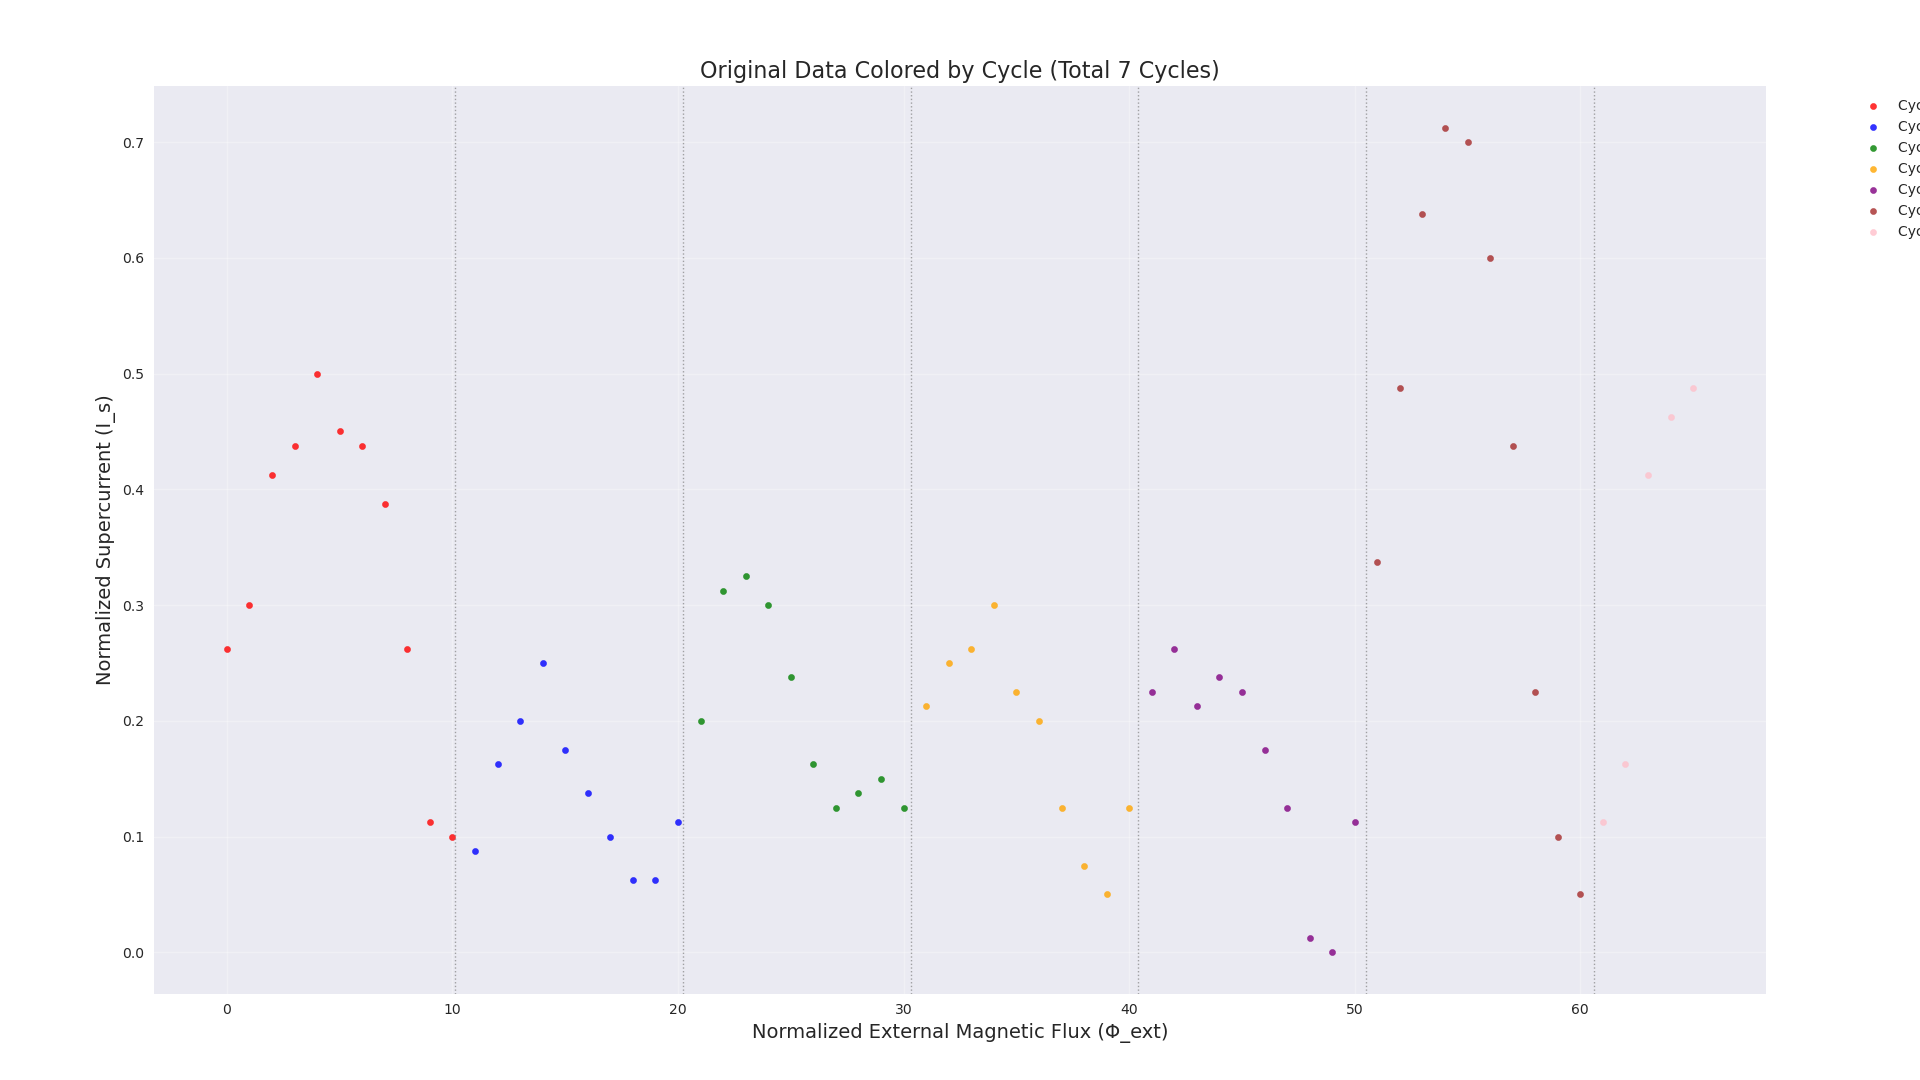 Original Data Colored by Cycle (Total 7 Cycles)
Normalized Supercurrent (I_s)
0.7
0.6
0.5
0.4
0.3
0.2
0.1
0.0
0 10 20 30 40 50 60
Normalized External Magnetic Flux (Φ_ext)
Cyc
Cyc
Cyc
Cyc
Cyc
Cyc
Cyc